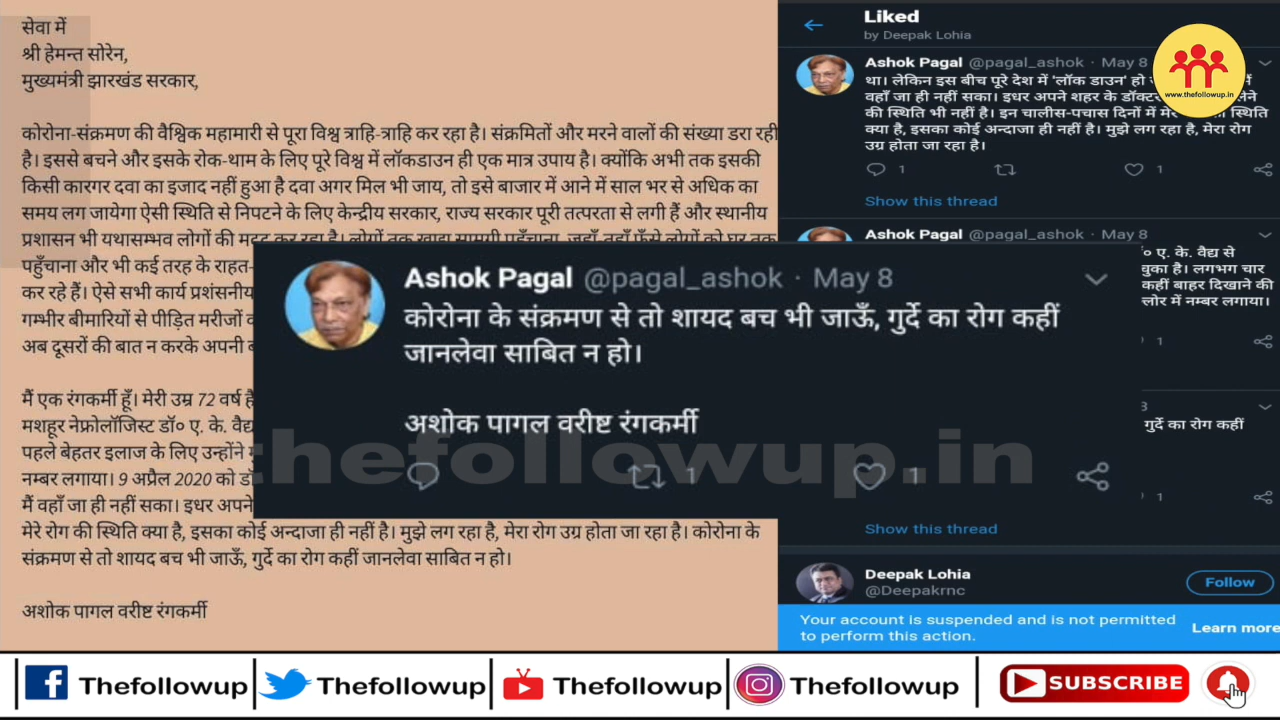 सेवा में
श्री हेमन्त सोरेन,
मुख्यमंत्री झारखंड सरकार,
कोरोना-संक्रमण की वैश्विक महामारी से पूरा विश्व त्राहि-त्राहि कर रहा है। संक्रमितों और मरने वालों की संख्या डरा रही
है। इससे बचने और इसके रोक-थाम के लिए पूरे विश्व में लॉकडाउन ही एक मात्र उपाय है। क्योंकि अभी तक इसकी
किसी कारगर दवा का इजाद नहीं हुआ है दवा अगर मिल भी जाय, तो इसे बाजार में आने में साल भर से अधिक का
समय लग जायेगा ऐसी स्थिति से निपटने के लिए केन्द्रीय सरकार, राज्य सरकार पूरी तत्परता से लगी हैं और स्थानीय
प्रशासन भी यथासम्भव लोगों की मदद कर रहा है। लोगों तक खाद्य सामग्री पहुँचाना, जहाँ-तहाँ फँसे लोगों को घर तक
पहुँचाना और भी कई तरह के राहत-
कर रहे हैं। ऐसे सभी कार्य प्रशंसनीय
गम्भीर बीमारियों से पीड़ित मरीजों
अब दूसरों की बात न करके अपनी
मैं एक रंगकर्मी हूँ। मेरी उम्र 72 वर्ष
मशहूर नेफ्रोलॉजिस्ट डॉ० ए. के. वैद्य
पहले बेहतर इलाज के लिए उन्होंने
नम्बर लगाया। 9 अप्रैल 2020 को
मैं वहाँ जा ही नहीं सका। इधर अपने
मेरे रोग की स्थिति क्या है, इसका कोई अन्दाजा ही नहीं है। मुझे लग रहा है, मेरा रोग उग्र होता जा रहा है। कोरोना के
संक्रमण से तो शायद बच भी जाऊँ, गुर्दे का रोग कहीं जानलेवा साबित न हो।
अशोक पागल वरीष्ट रंगकर्मी
Liked
by Deepak Lohia
Ashok Pagal @pagal_ashok · May 8
था। लेकिन इस बीच पूरे देश में 'लॉक डाउन' हो
वहाँ जा ही नहीं सका। इधर अपने शहर के डॉक्टर लेने
की स्थिति भी नहीं है। इन चालीस-पचास दिनों में मेरे स्थिति
क्या है, इसका कोई अन्दाजा ही नहीं है। मुझे लग रहा है, मेरा रोग
उग्र होता जा रहा है।
1 1
Show this thread
Ashok Pagal @pagal_ashok · May 8
ए. के. वैद्य से
चुका है। लगभग चार
कहीं बाहर दिखाने की
नम्बर लगाया।
1
गुर्दे का रोग कहीं
1
Show this thread
Ashok Pagal @pagal_ashok · May 8
कोरोना के संक्रमण से तो शायद बच भी जाऊँ, गुर्दे का रोग कहीं
जानलेवा साबित न हो।
अशोक पागल वरीष्ट रंगकर्मी
1 1
thefollowup.in
Deepak Lohia
@Deepakrnc
Follow
Your account is suspended and is not permitted
to perform this action.
Learn more
www.thefollowup.in
Thefollowup Thefollowup Thefollowup Thefollowup SUBSCRIBE